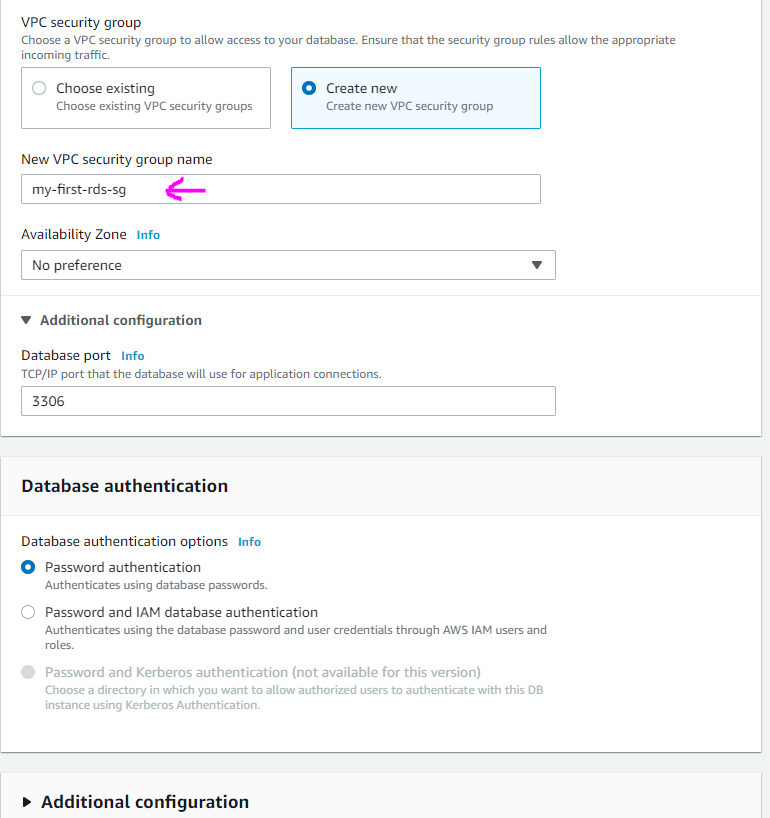 VPC security group
Choose a VPC security group to allow access to your database. Ensure that the security group rules allow the appropriate
incoming traffic.
Choose existing
Choose existing VPC security groups
Create new
Create new VPC security group
New VPC security group name
my-first-rds-sg
Availability Zone Info
No preference
Additional configuration
Database port Info
TCP/IP port that the database will use for application connections.
3306
Database authentication
Database authentication options Info
Password authentication
Authenticates using database passwords.
Password and IAM database authentication
Authenticates using the database password and user credentials through AWS IAM users and
roles.
Password and Kerberos authentication (not available for this version)
Choose a directory in which you want to allow authorized users to authenticate with this DB
instance using Kerberos Authentication.
Additional configuration